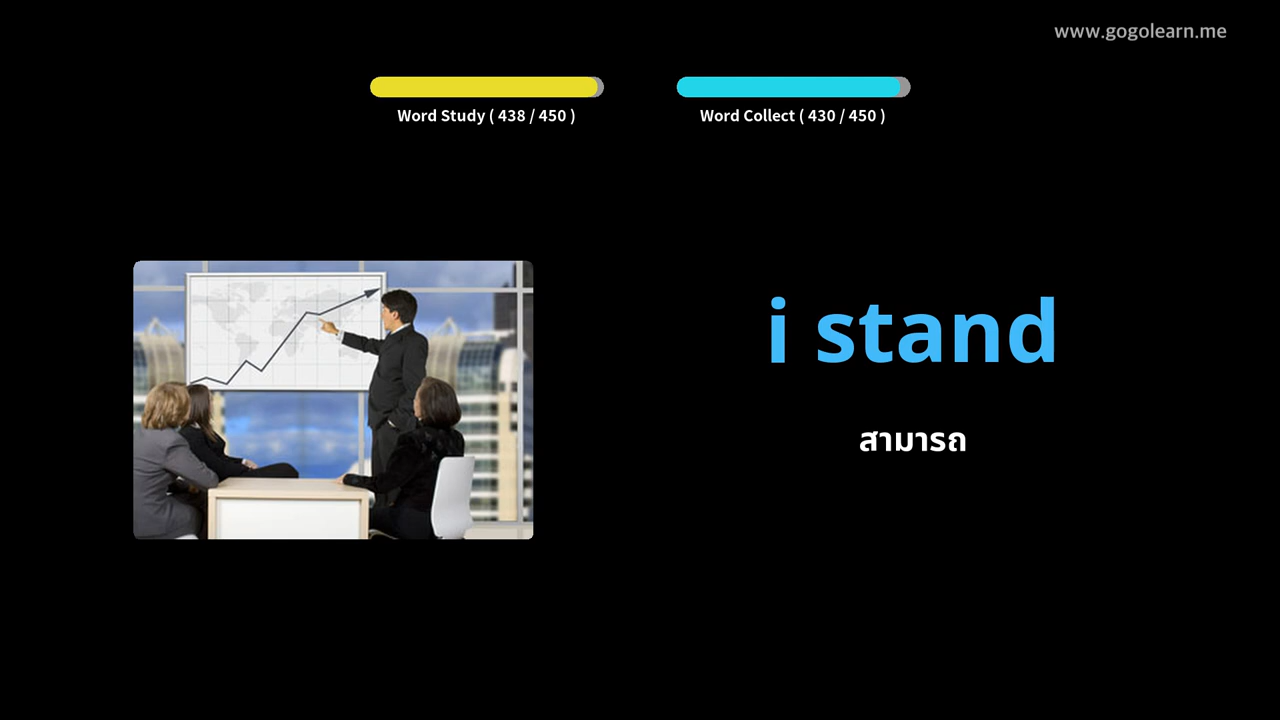 www.gogolearn.me
Word Study ( 438 / 450 )
Word Collect ( 430 / 450 )
i stand
สามารถ